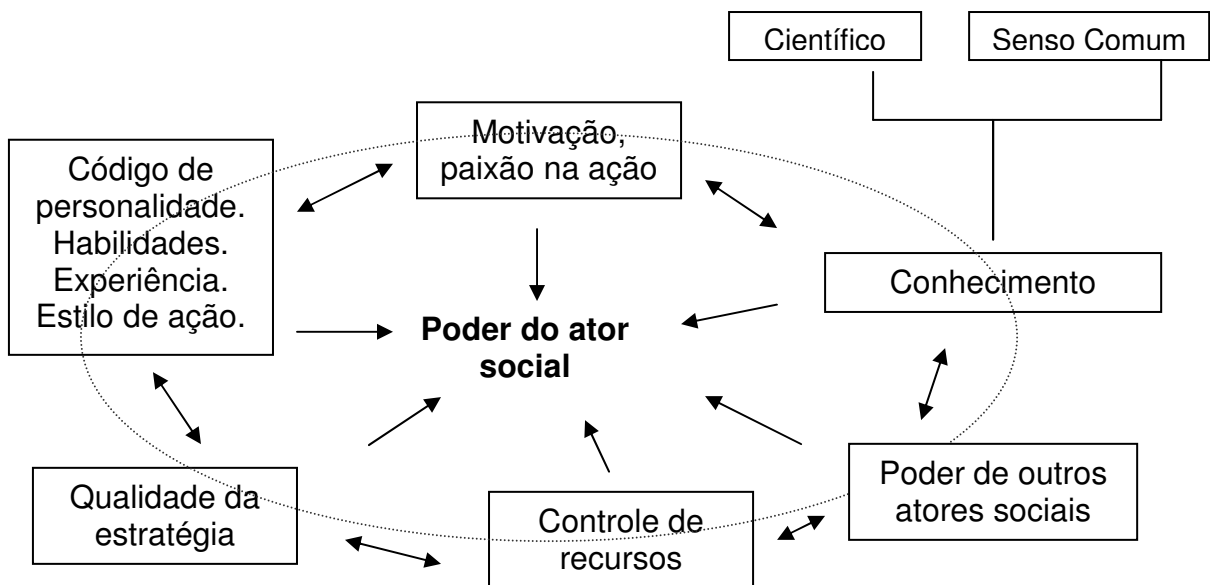 Científico
Senso Comum
Motivação,
paixão na ação
Código de
personalidade.
Habilidades.
Experiência.
Estilo de ação.
Conhecimento
Poder do ator
social
Qualidade da
estratégia
Controle de
recursos
Poder de outros
atores sociais